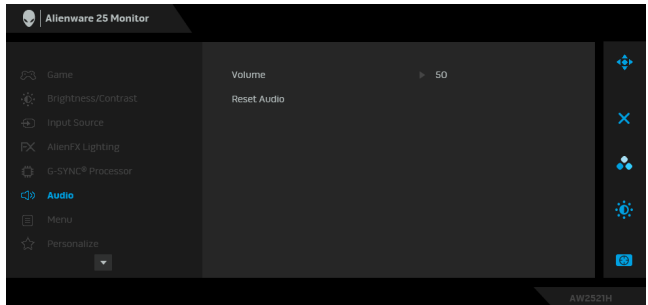 Alienware 25 Monitor
Game
Brightness/Contrast
Input Source
FX AlienFX Lighting
G-SYNC® Processor
Audio
Menu
Personalize
Volume 50
Reset Audio
AW2521H